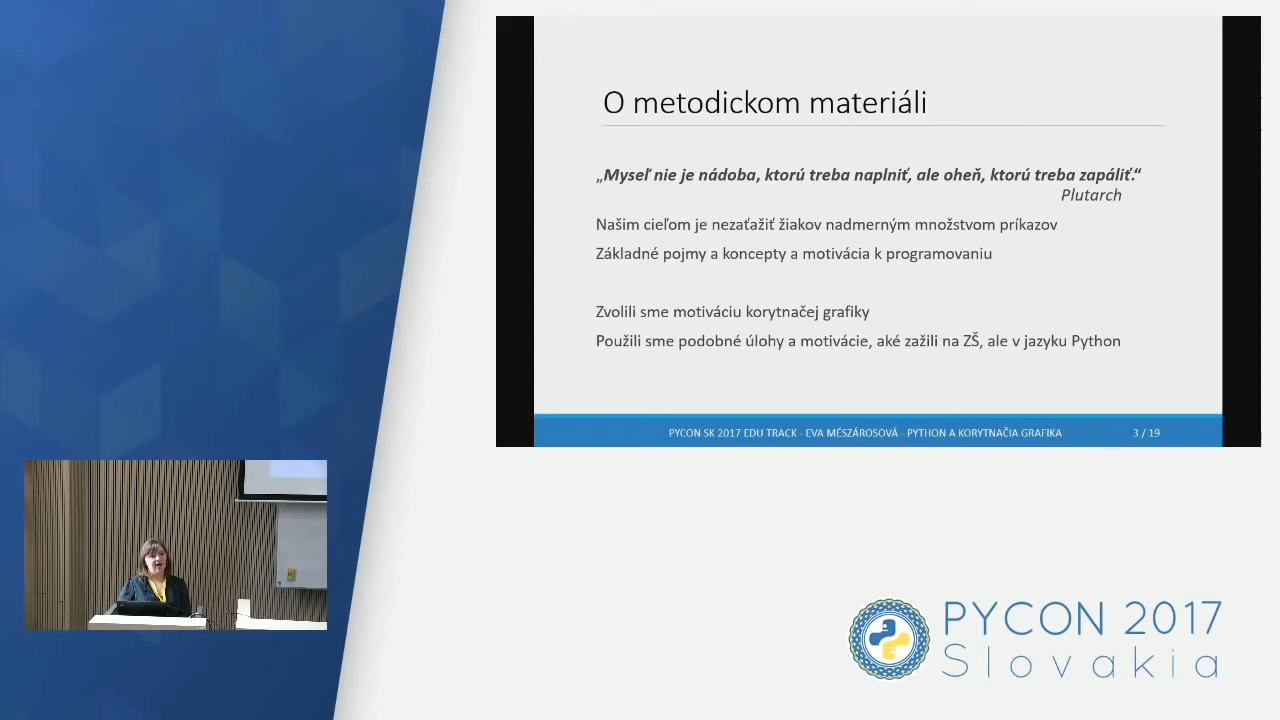 O metodickom materiáli
„Myseľ nie je nádoba, ktorú treba naplniť, ale oheň, ktorú treba zapáliť.“
Plutarch
Našim cieľom je nezaťažiť žiakov nadmerným množstvom príkazov
Základné pojmy a koncepty a motivácia k programovaniu
Zvolili sme motiváciu korytnačej grafiky
Použili sme podobné úlohy a motivácie, aké zažili na ZŠ, ale v jazyku Python
PYCON SK 2017 EDU TRACK - EVA MÉSZÁROSOVÁ - PYTHON A KORYTNAČIA GRAFIKA 3 / 19
PYCON 2017
Slovakia